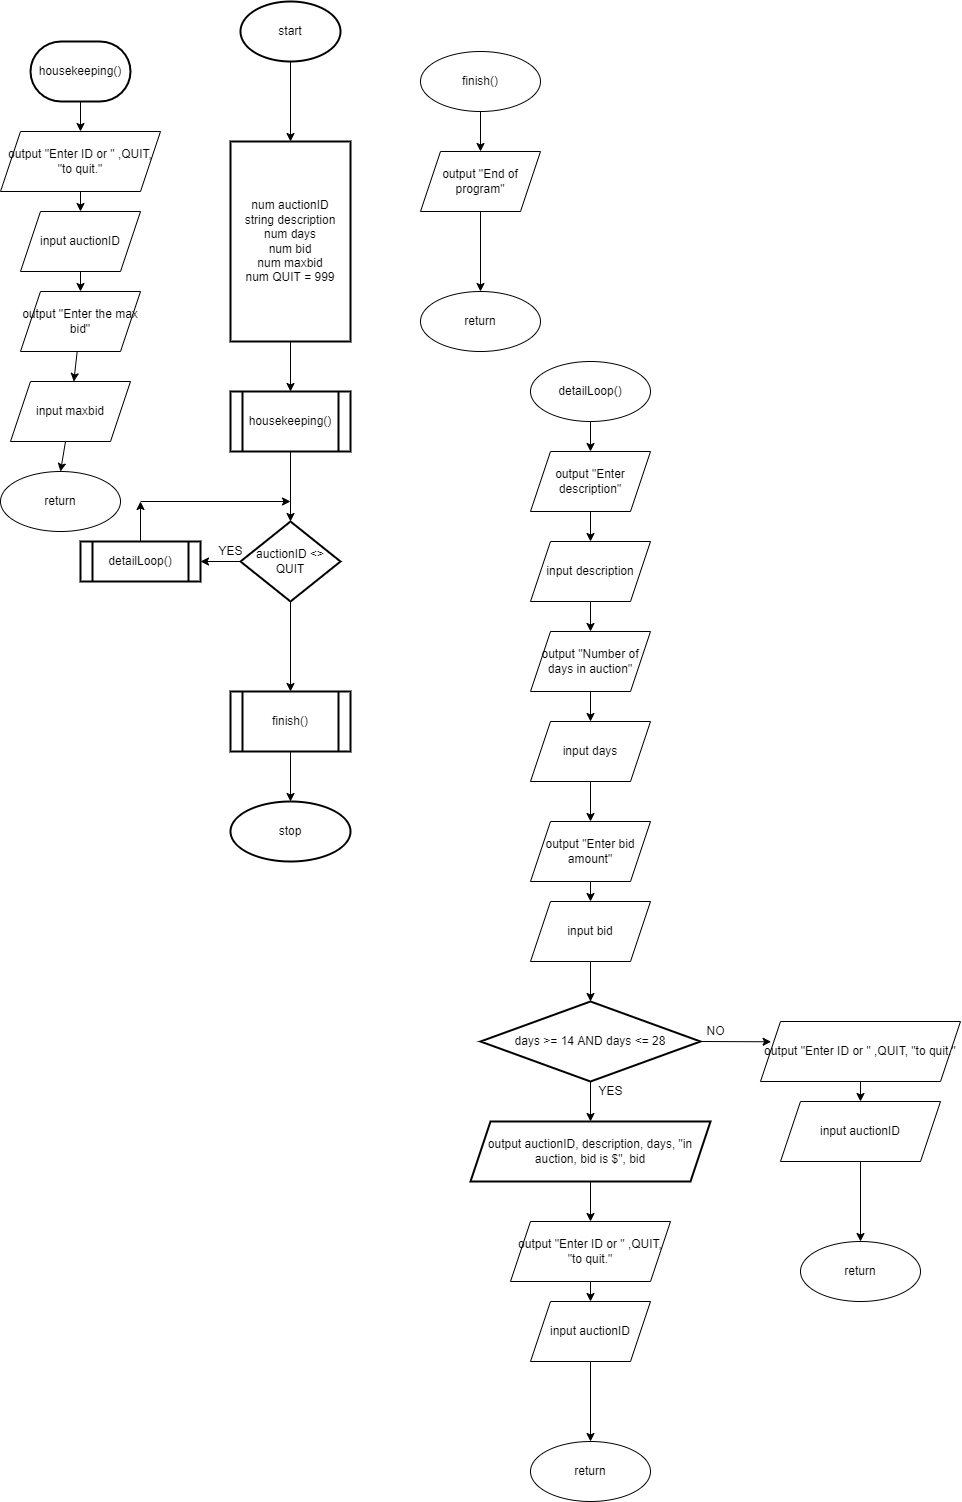 start
num auctionID
string description
num days
num bid
num maxbid
num QUIT = 999
housekeeping()
auctionID <>
QUIT
YES
detailLoop()
finish()
stop
housekeeping()
output "Enter ID or " ,QUIT,
"to quit."
input auctionID
output "Enter the max
bid"
input maxbid
return
finish()
output "End of
program"
return
detailLoop()
output "Enter
description"
input description
output "Number of
days in auction"
input days
output "Enter bid
amount"
input bid
days >= 14 AND days <= 28
NO
output "Enter ID or " ,QUIT, "to quit."
input auctionID
return
YES
output auctionID, description, days, "in
auction, bid is $", bid
output "Enter ID or " ,QUIT,
"to quit."
input auctionID
return